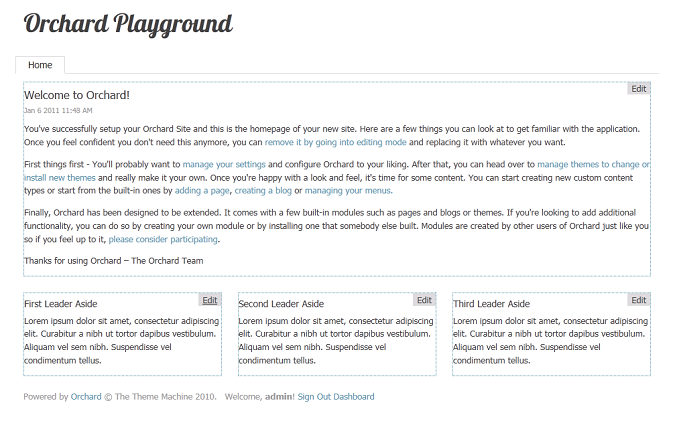 Orchard Playground
Home
Edit
Welcome to Orchard!
Jan 6 2011 11:48 AM
You've successfully setup your Orchard Site and this is the homepage of your new site. Here are a few things you can look at to get familiar with the application.
Once you feel confident you don't need this anymore, you can remove it by going into editing mode and replacing it with whatever you want.
First things first - You'll probably want to manage your settings and configure Orchard to your liking. After that, you can head over to manage themes to change or
install new themes and really make it your own. Once you're happy with a look and feel, it's time for some content. You can start creating new custom content
types or start from the built-in ones by adding a page, creating a blog or managing your menus.
Finally, Orchard has been designed to be extended. It comes with a few built-in modules such as pages and blogs or themes. If you're looking to add additional
functionality, you can do so by creating your own module or by installing one that somebody else built. Modules are created by other users of Orchard just like you
so if you feel up to it, please consider participating.
Thanks for using Orchard – The Orchard Team
Edit
First Leader Aside
Lorem ipsum dolor sit amet, consectetur adipiscing
elit. Curabitur a nibh ut tortor dapibus vestibulum.
Aliquam vel sem nibh. Suspendisse vel
condimentum tellus.
Edit
Second Leader Aside
Lorem ipsum dolor sit amet, consectetur adipiscing
elit. Curabitur a nibh ut tortor dapibus vestibulum.
Aliquam vel sem nibh. Suspendisse vel
condimentum tellus.
Edit
Third Leader Aside
Lorem ipsum dolor sit amet, consectetur adipiscing
elit. Curabitur a nibh ut tortor dapibus vestibulum.
Aliquam vel sem nibh. Suspendisse vel
condimentum tellus.
Powered by Orchard © The Theme Machine 2010. Welcome, admin! Sign Out Dashboard